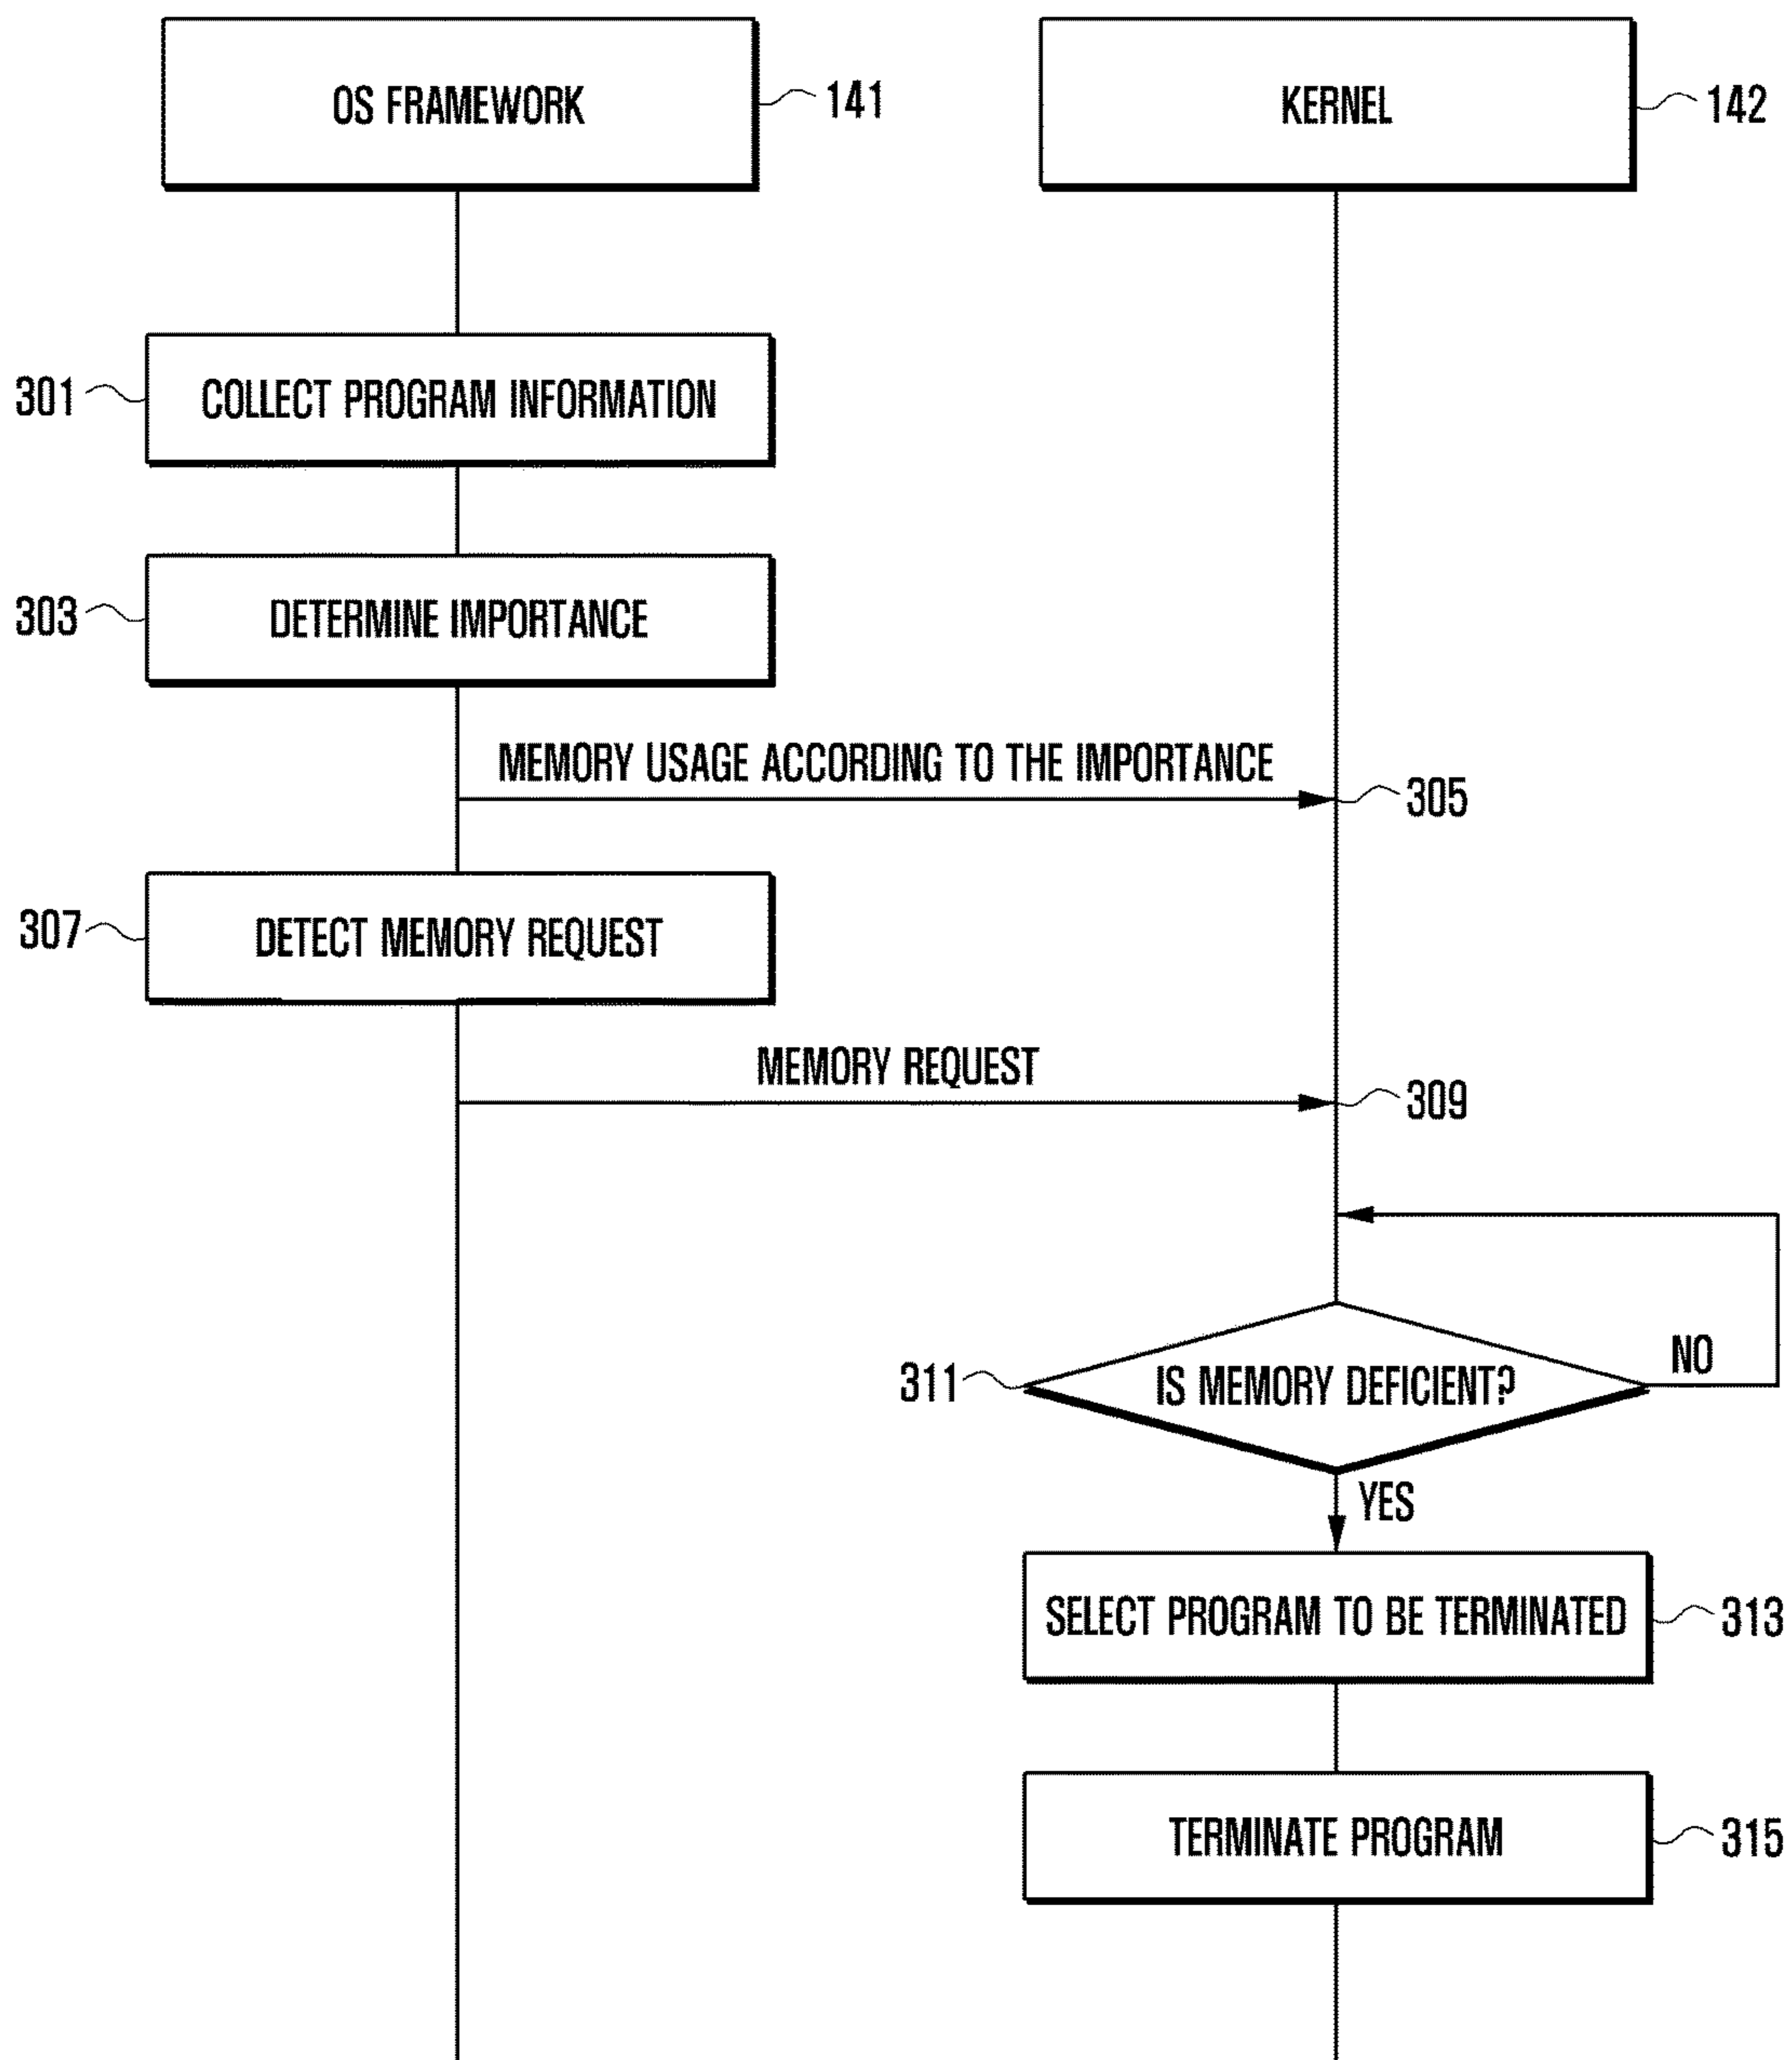 OS FRAMEWORK
141
KERNEL
142
301
COLLECT PROGRAM INFORMATION
303
DETERMINE IMPORTANCE
MEMORY USAGE ACCORDING TO THE IMPORTANCE
305
307
DETECT MEMORY REQUEST
MEMORY REQUEST
309
311
IS MEMORY DEFICIENT?
NO
YES
SELECT PROGRAM TO BE TERMINATED
313
TERMINATE PROGRAM
315